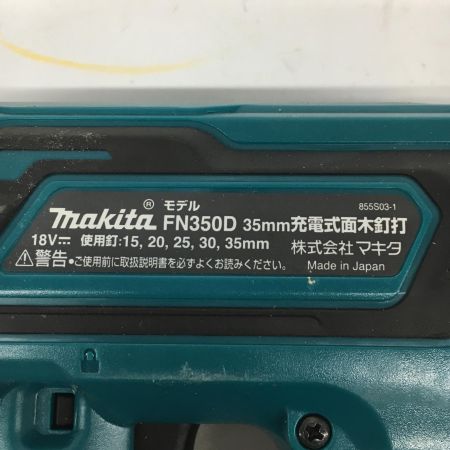 855S03-1
makita® モデル FN350D 35mm充電式面木釘打
18V⎓ 使用釘:15, 20, 25, 30, 35mm 株式会社マキタ
⚠警告●ご使用前に取扱説明書を必ずよくお読みください。 Made in Japan